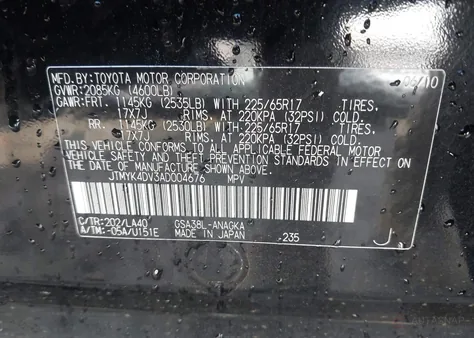 MFD. BY: TOYOTA MOTOR CORPORATION /10
GVWR: 2085KG (4600LB)
GAWR: FRT. 1145KG (2535LB) WITH 225/65R17 TIRES,
17X7J RIMS, AT 220KPA (32PSI) COLD.
RR. (2530LB) WITH 225/65R17 TIRES,
17X7J RIMS, AT 220KPA (32PSI) COLD.
THIS VEHICLE CONFORMS TO ALL APPLICABLE FEDERAL MOTOR
VEHICLE SAFETY AND THEFT PREVENTION STANDARDS IN EFFECT ON
THE DATE OF MANUFACTURE SHOWN ABOVE.
JTMYK4DV3AD004676 MPV
C/TR: 202/LA40 GSA38L-ANAGKA
A/TM: -05A/U151E MADE IN JAPAN 235 J